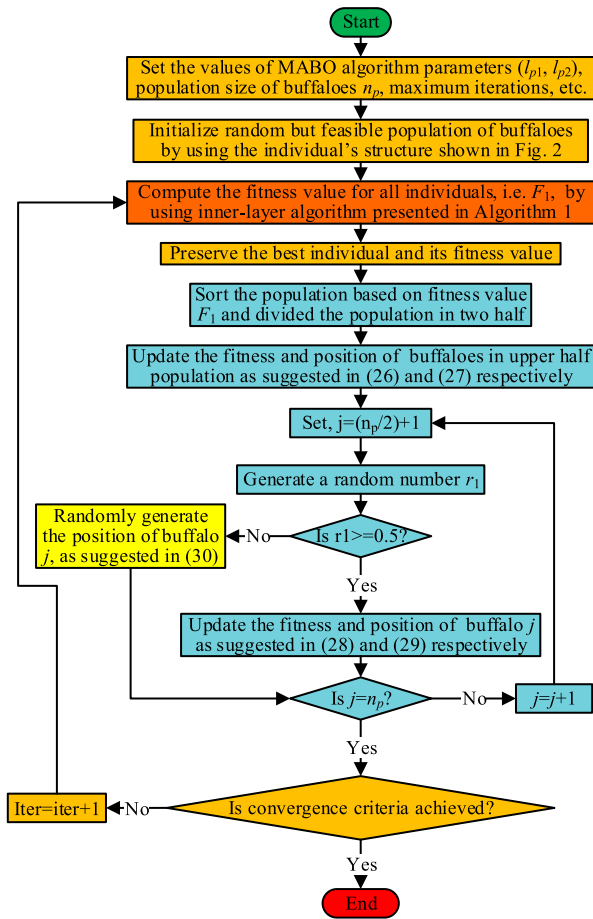 Start
Set the values of MABO algorithm parameters (lp1, lp2),
population size of buffaloes np, maximum iterations, etc.
Initialize random but feasible population of buffaloes
by using the individual's structure shown in Fig. 2
Compute the fitness value for all individuals, i.e. F1, by
using inner-layer algorithm presented in Algorithm 1
Preserve the best individual and its fitness value
Sort the population based on fitness value
F1 and divided the population in two half
Update the fitness and position of buffaloes in upper half
population as suggested in (26) and (27) respectively
Set, j=(np/2)+1
Generate a random number r1
Randomly generate
the position of buffalo
j, as suggested in (30)
No
Is r1>=0.5?
Yes
Update the fitness and position of buffalo j
as suggested in (28) and (29) respectively
Is j=np?
No
j=j+1
Yes
Iter=iter+1
No
Is convergence criteria achieved?
Yes
End